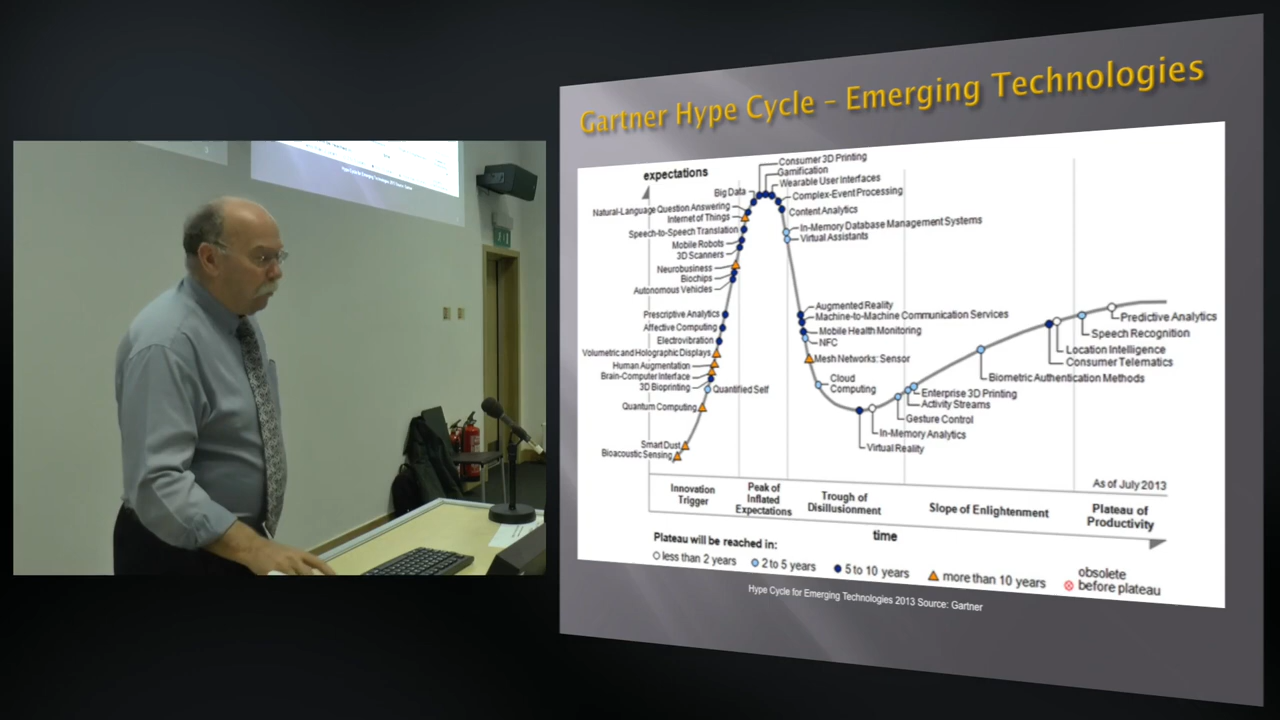 Gartner Hype Cycle – Emerging Technologies
expectations
Consumer 3D Printing
Gamification
Wearable User Interfaces
Big Data
Complex-Event Processing
Natural-Language Question Answering
Content Analytics
Internet of Things
In-Memory Database Management Systems
Speech-to-Speech Translation
Virtual Assistants
Mobile Robots
3D Scanners
Neurobusiness
Biochips
Autonomous Vehicles
Augmented Reality
Prescriptive Analytics
Machine-to-Machine Communication Services
Predictive Analytics
Affective Computing
Mobile Health Monitoring
Speech Recognition
Electrovibration
NFC
Location Intelligence
Volumetric and Holographic Displays
Mesh Networks: Sensor
Consumer Telematics
Human Augmentation
Brain-Computer Interface
Cloud
Computing
Biometric Authentication Methods
3D Bioprinting
Quantified Self
Enterprise 3D Printing
Activity Streams
Quantum Computing
Gesture Control
In-Memory Analytics
Smart Dust
Virtual Reality
Bioacoustic Sensing
As of July 2013
Innovation
Trigger
Peak of
Inflated
Expectations
Trough of
Disillusionment
Slope of Enlightenment
Plateau of
Productivity
time
Plateau will be reached in:
less than 2 years
2 to 5 years
5 to 10 years
more than 10 years
obsolete
before plateau
Hype Cycle for Emerging Technologies 2013 Source: Gartner